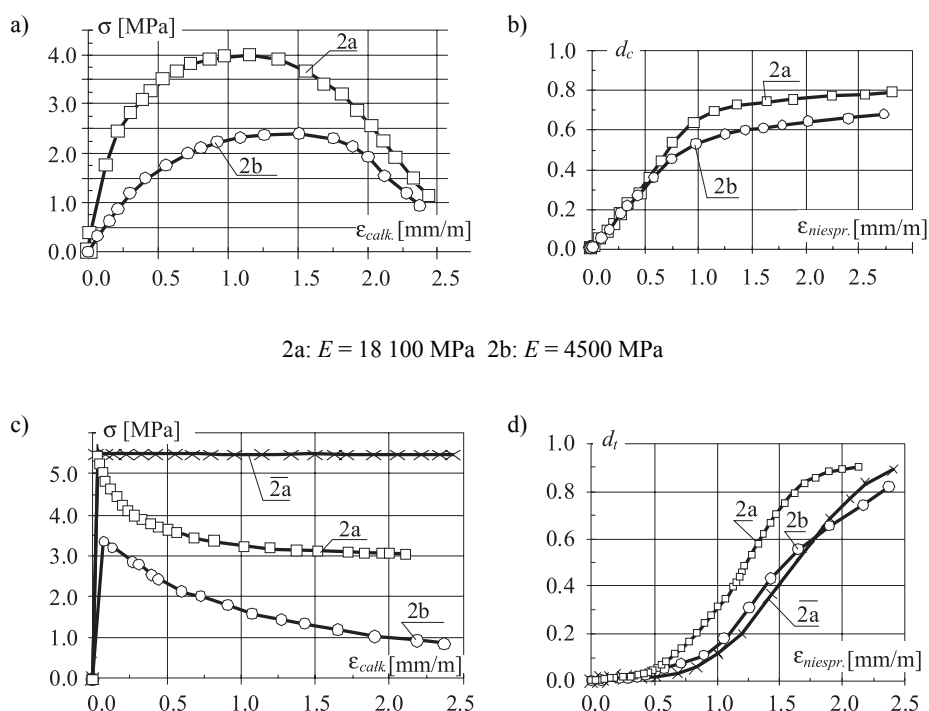 a)
σ [MPa]
4.0
3.0
2.0
1.0
0.0
2a
2b
εcałk. [mm/m]
0.0 0.5 1.0 1.5 2.0 2.5
b)
dc
1.0
0.8
0.6
0.4
0.2
0.0
2a
2b
εniespr. [mm/m]
0.0 0.5 1.0 1.5 2.0 2.5
2a: E = 18 100 MPa 2b: E = 4500 MPa
c)
σ [MPa]
5.0
4.0
3.0
2.0
1.0
0.0
2a
2a
2b
εcałk. [mm/m]
0.0 0.5 1.0 1.5 2.0 2.5
d)
dt
1.0
0.8
0.6
0.4
0.2
0.0
2a
2b
2a
εniespr. [mm/m]
0.0 0.5 1.0 1.5 2.0 2.5